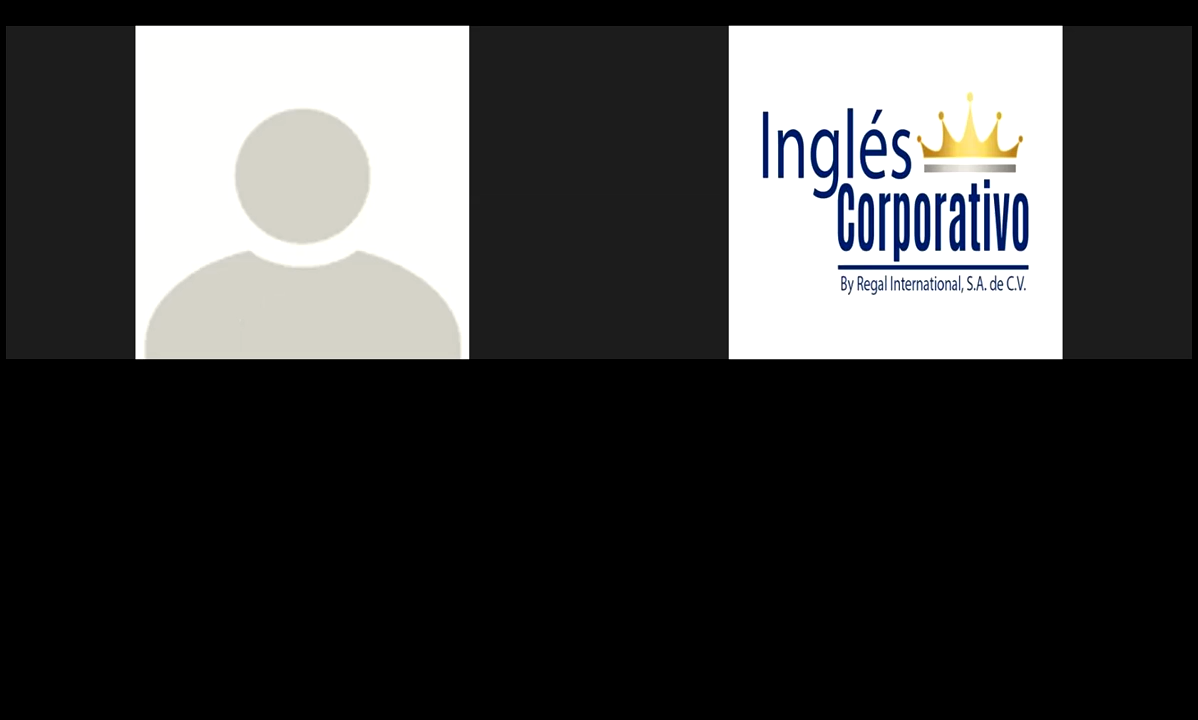 Inglés
Corporativo
By Regal International, S.A. de C.V.